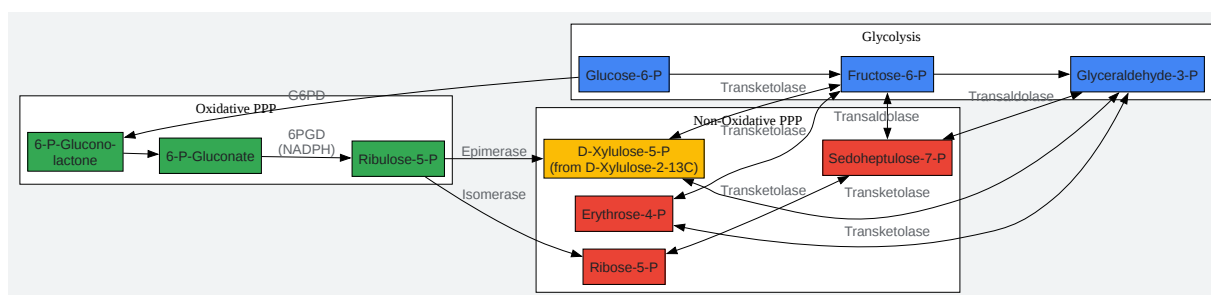 Glycolysis
Glucose-6-P
Fructose-6-P
Glyceraldehyde-3-P
Transketolase
G6PD
Transaldolase
Oxidative PPP
Non-Oxidative PPP
Transaldolase
Transketolase
6-P-Glucono-
lactone
6-P-Gluconate
6PGD
(NADPH)
Ribulose-5-P
Epimerase
D-Xylulose-5-P
(from D-Xylulose-2-13C)
Sedoheptulose-7-P
Isomerase
Transketolase
Transketolase
Erythrose-4-P
Transketolase
Ribose-5-P